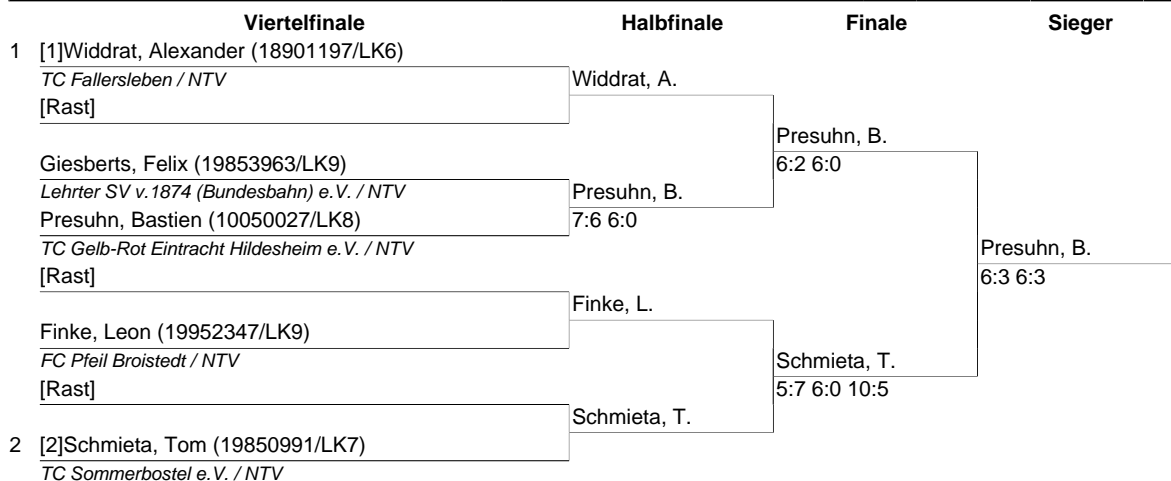 Viertelfinale Halbfinale Finale Sieger
1 [1]Widdrat, Alexander (18901197/LK6)
TC Fallersleben / NTV Widdrat, A.
[Rast]
Presuhn, B.
Giesberts, Felix (19853963/LK9) 6:2 6:0
Lehrter SV v.1874 (Bundesbahn) e.V. / NTV Presuhn, B.
Presuhn, Bastien (10050027/LK8) 7:6 6:0
TC Gelb-Rot Eintracht Hildesheim e.V. / NTV Presuhn, B.
[Rast] 6:3 6:3
Finke, L.
Finke, Leon (19952347/LK9)
FC Pfeil Broistedt / NTV Schmieta, T.
[Rast] 5:7 6:0 10:5
Schmieta, T.
2 [2]Schmieta, Tom (19850991/LK7)
TC Sommerbostel e.V. / NTV